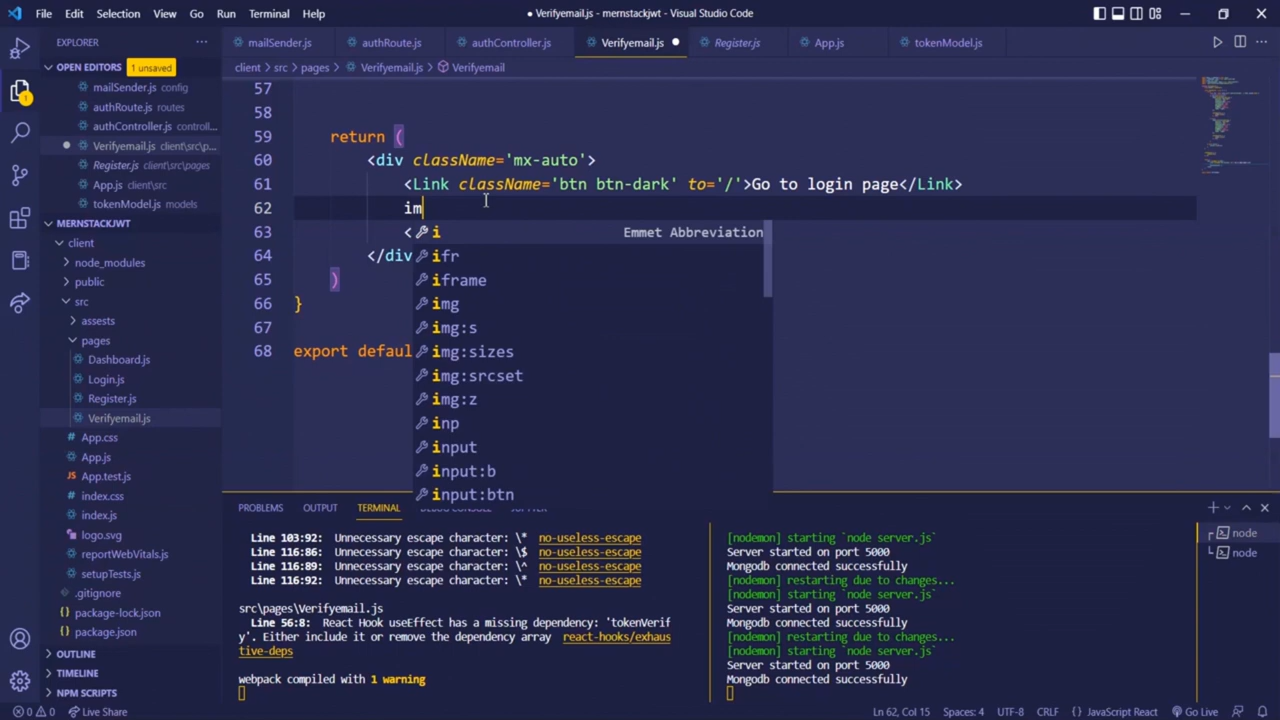 File Edit Selection View Go Run Terminal Help
● Verifyemail.js - mernstackjwt - Visual Studio Code
EXPLORER
mailSender.js authRoute.js authController.js Verifyemail.js Register.js App.js tokenModel.js
OPEN EDITORS 1 unsaved
client > src > pages > Verifyemail.js > Verifyemail
mailSender.js config
authRoute.js routes
authController.js controll...
Verifyemail.js client\src\p...
Register.js client\src\pages
App.js client\src
tokenModel.js models
MERNSTACKJWT
client
node_modules
public
src
assests
pages
Dashboard.js
Login.js
Register.js
Verifyemail.js
App.css
App.js
App.test.js
index.css
index.js
logo.svg
reportWebVitals.js
setupTests.js
.gitignore
package-lock.json
package.json
OUTLINE
TIMELINE
NPM SCRIPTS
57
58
59 return (
60 <div className='mx-auto'>
61 <Link className='btn btn-dark' to='/'>Go to login page</Link>
62 im
63 <
64 </div
65 )
66 }
67
68 export defaul
i Emmet Abbreviation
ifr
iframe
img
img:s
img:sizes
img:srcset
img:z
inp
input
input:b
input:btn
PROBLEMS OUTPUT TERMINAL DEBUG CONSOLE JUPYTER
Line 103:92: Unnecessary escape character: \* no-useless-escape
Line 116:86: Unnecessary escape character: \$ no-useless-escape
Line 116:89: Unnecessary escape character: \^ no-useless-escape
Line 116:92: Unnecessary escape character: \* no-useless-escape
src\pages\Verifyemail.js
Line 56:8: React Hook useEffect has a missing dependency: 'tokenVerif
y'. Either include it or remove the dependency array react-hooks/exhaus
tive-deps
webpack compiled with 1 warning
[nodemon] starting `node server.js`
Server started on port 5000
Mongodb connected successfully
[nodemon] restarting due to changes...
[nodemon] starting `node server.js`
Server started on port 5000
Mongodb connected successfully
[nodemon] restarting due to changes...
[nodemon] starting `node server.js`
Server started on port 5000
Mongodb connected successfully
node
node
0 0 Live Share
Ln 62, Col 15 Spaces: 4 UTF-8 CRLF {} JavaScript React Go Live